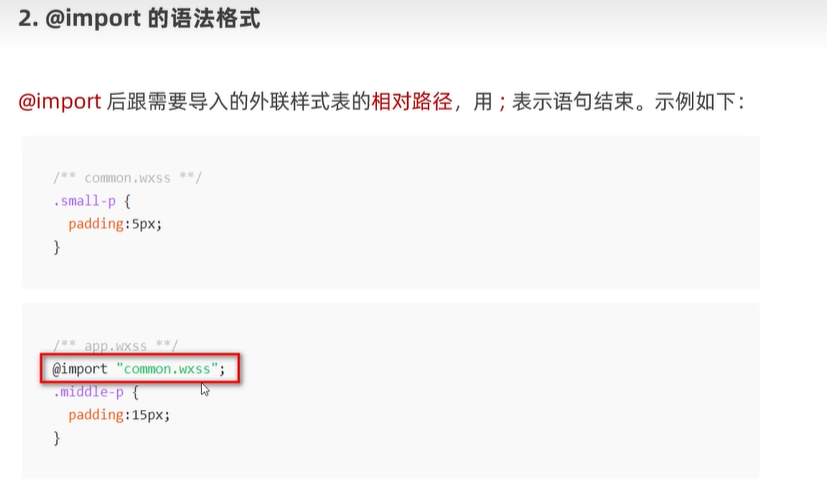 2. @import 的语法格式
@import 后跟需要导入的外联样式表的相对路径，用 ; 表示语句结束。示例如下：
/** common.wxss **/
.small-p {
  padding:5px;
}
/** app.wxss **/
@import "common.wxss";
.middle-p {
  padding:15px;
}